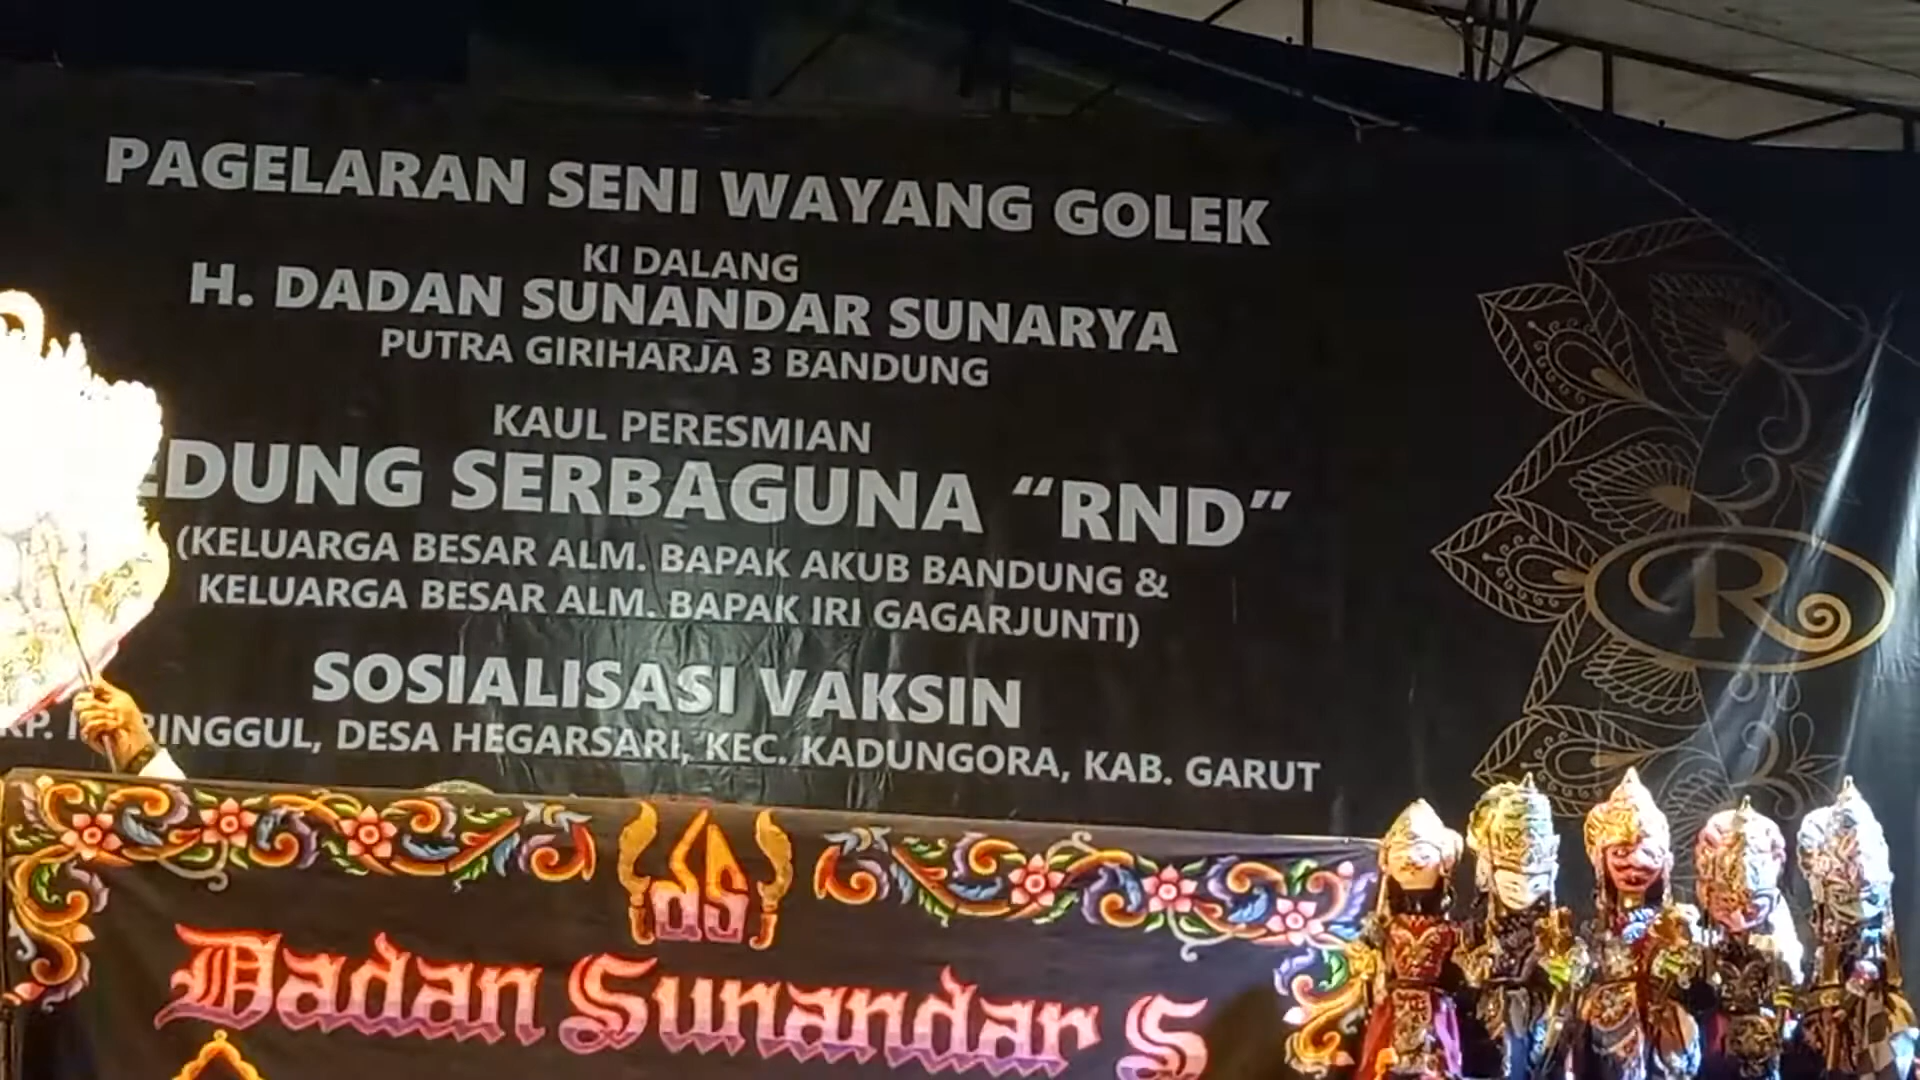 PAGELARAN SENI WAYANG GOLEK
KI DALANG
H. DADAN SUNANDAR SUNARYA
PUTRA GIRIHARJA 3 BANDUNG
KAUL PERESMIAN
EDUNG SERBAGUNA “RND”
(KELUARGA BESAR ALM. BAPAK AKUB BANDUNG &
KELUARGA BESAR ALM. BAPAK IRI GAGARJUNTI)
SOSIALISASI VAKSIN
KP. INGGUL, DESA HEGARSARI, KEC. KADUNGORA, KAB. GARUT
R
dS
Dadan Sunandar S